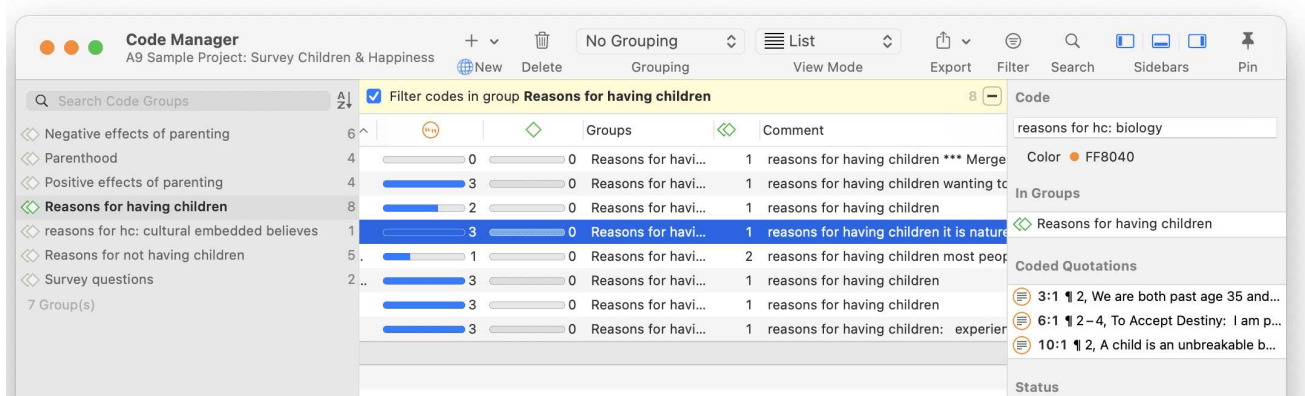 Code Manager
A9 Sample Project: Survey Children & Happiness
No Grouping
List
New
Delete
Grouping
View Mode
Export
Filter
Search
Sidebars
Pin
Search Code Groups
Negative effects of parenting 6
Parenthood 4
Positive effects of parenting 4
Reasons for having children 8
reasons for hc: cultural embedded believes 1
Reasons for not having children 5
Survey questions 2
7 Group(s)
Filter codes in group Reasons for having children 8
Groups Comment
0 0 Reasons for havi... 1 reasons for having children *** Merge
3 0 Reasons for havi... 1 reasons for having children wanting to
2 0 Reasons for havi... 1 reasons for having children
3 0 Reasons for havi... 1 reasons for having children it is nature
. 1 0 Reasons for havi... 2 reasons for having children most peop
.. 3 0 Reasons for havi... 1 reasons for having children
3 0 Reasons for havi... 1 reasons for having children
3 0 Reasons for havi... 1 reasons for having children: experien
Code
reasons for hc: biology
Color FF8040
In Groups
Reasons for having children
Coded Quotations
3:1 ¶ 2, We are both past age 35 and...
6:1 ¶ 2 – 4, To Accept Destiny: I am p...
10:1 ¶ 2, A child is an unbreakable b...
Status